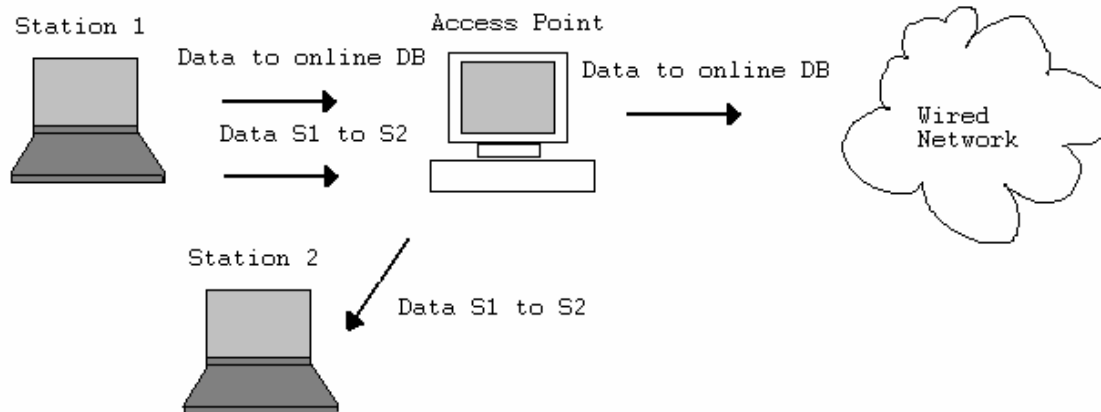 Station 1
Access Point
Data to online DB
Data to online DB
Data S1 to S2
Wired
Network
Station 2
Data S1 to S2